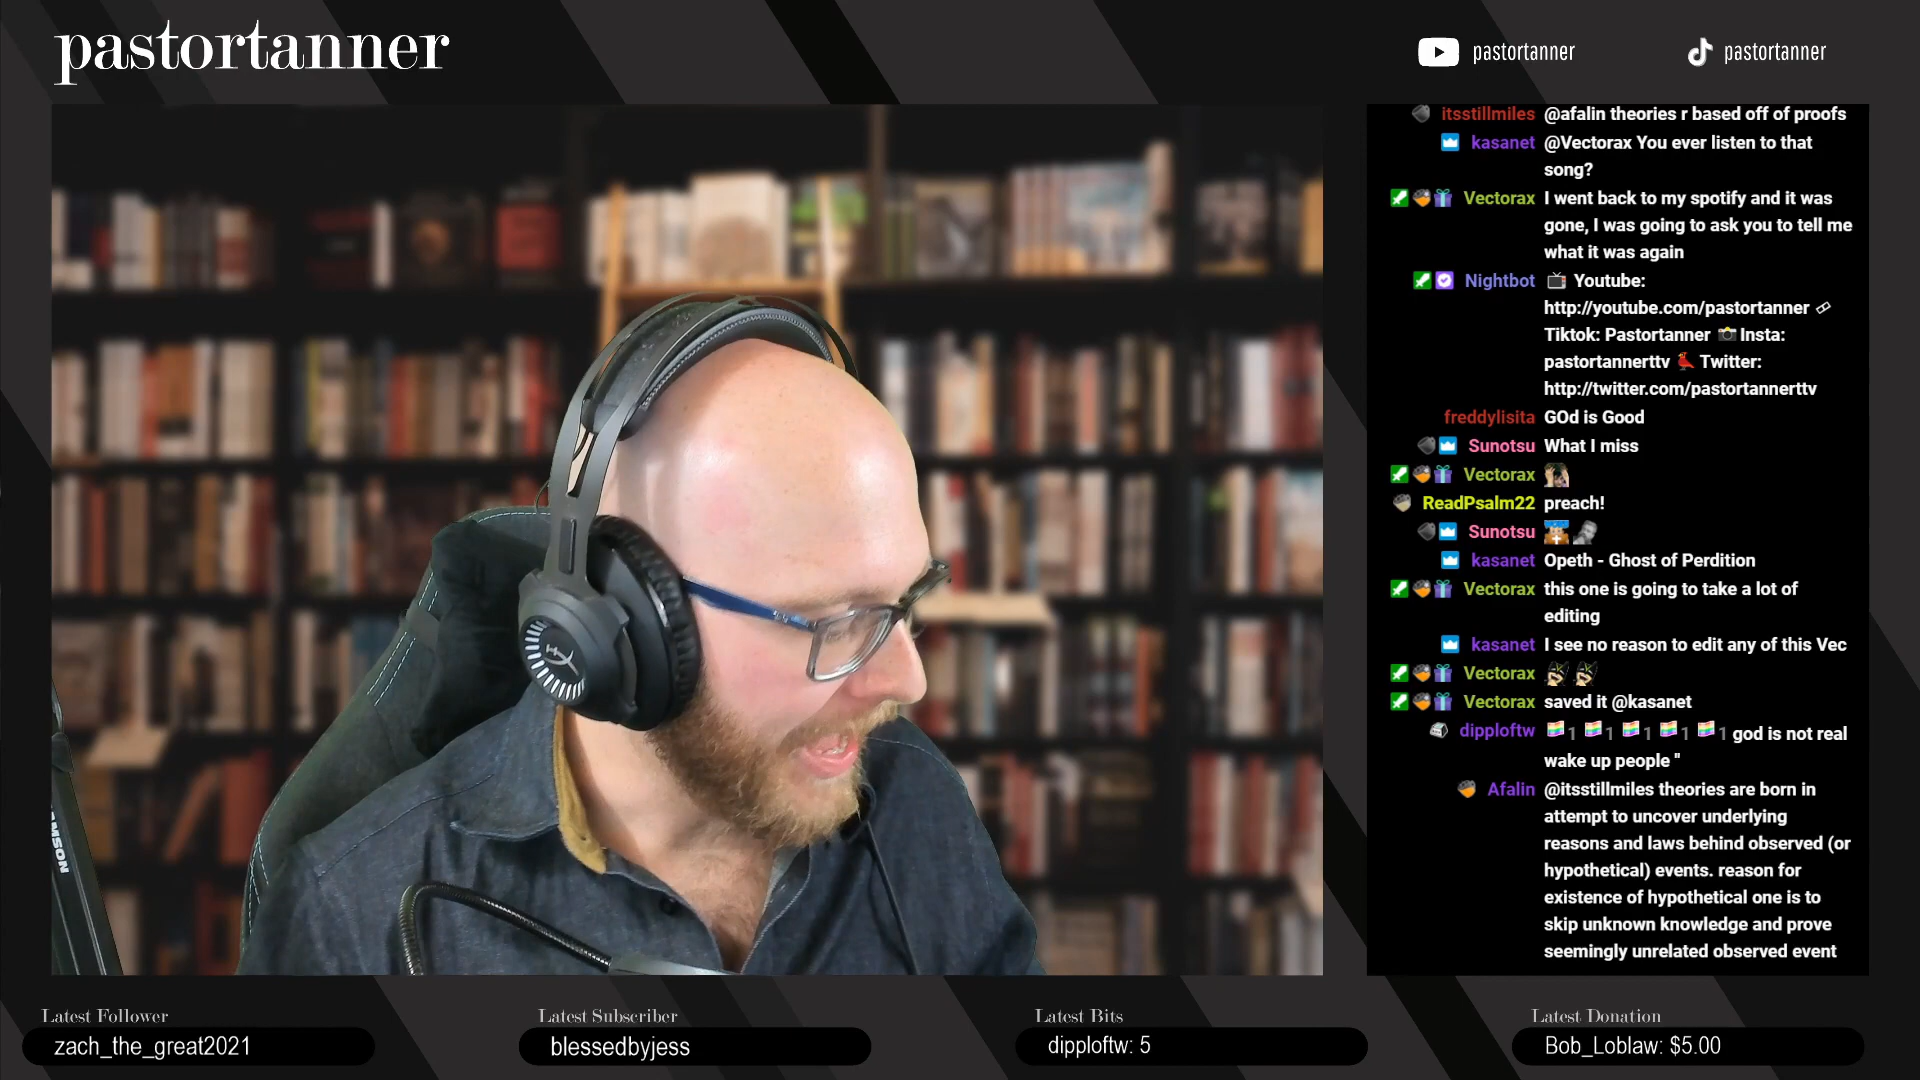 pastortanner
pastortanner
pastortanner
itsstillmiles @afalin theories r based off of proofs
kasanet @Vectorax You ever listen to that
song?
Vectorax I went back to my spotify and it was
gone, I was going to ask you to tell me
what it was again
Nightbot 📺 Youtube:
http://youtube.com/pastortanner
Tiktok: Pastortanner 📸 Insta:
pastortannerttv Twitter:
http://twitter.com/pastortannerttv
freddylisita GOd is Good
Sunotsu What I miss
Vectorax
ReadPsalm22 preach!
Sunotsu
kasanet Opeth - Ghost of Perdition
Vectorax this one is going to take a lot of
editing
kasanet I see no reason to edit any of this Vec
Vectorax
Vectorax saved it @kasanet
dipploftw 1 1 1 1 1 god is not real
wake up people "
Afalin @itsstillmiles theories are born in
attempt to uncover underlying
reasons and laws behind observed (or
hypothetical) events. reason for
existence of hypothetical one is to
skip unknown knowledge and prove
seemingly unrelated observed event
AMSON
Latest Follower
zach_the_great2021
Latest Subscriber
blessedbyjess
Latest Bits
dipploftw: 5
Latest Donation
Bob_Loblaw: $5.00